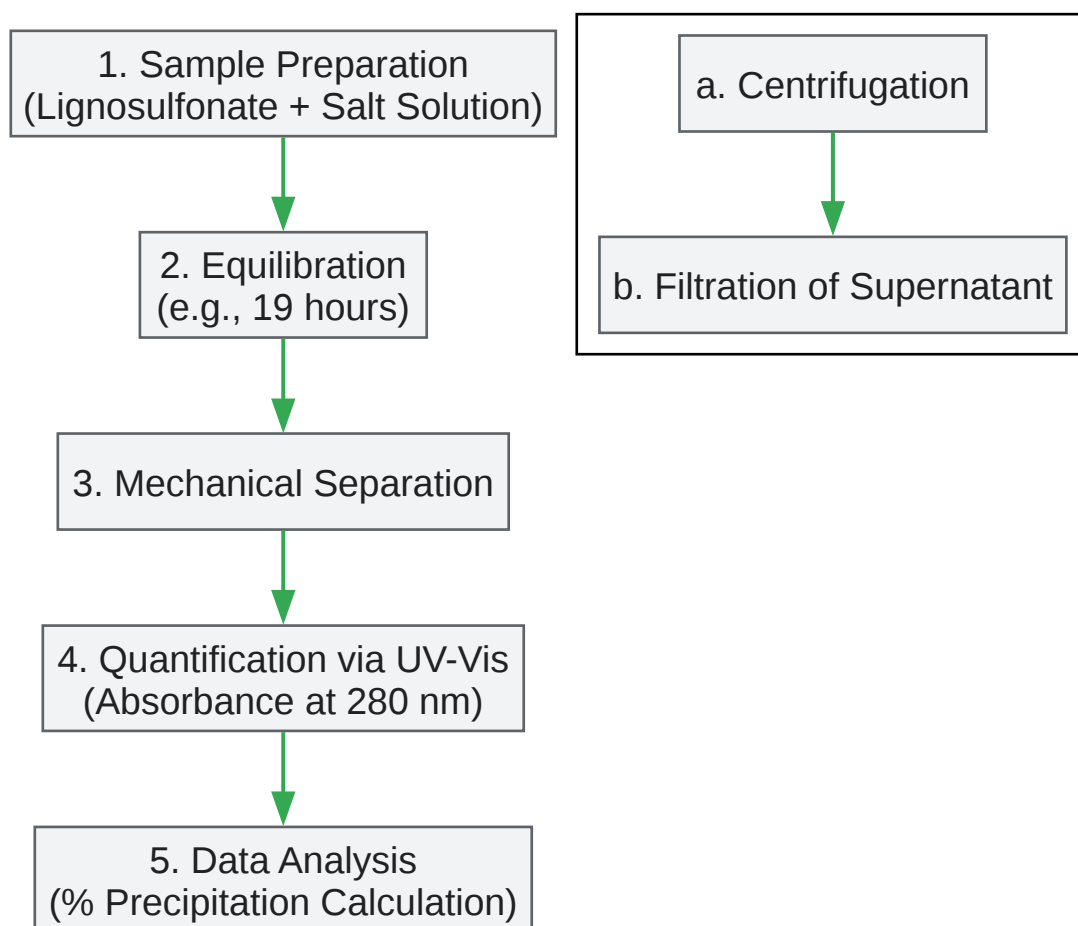 1. Sample Preparation
(Lignosulfonate + Salt Solution)
2. Equilibration
(e.g., 19 hours)
3. Mechanical Separation
4. Quantification via UV-Vis
(Absorbance at 280 nm)
5. Data Analysis
(% Precipitation Calculation)
a. Centrifugation
b. Filtration of Supernatant